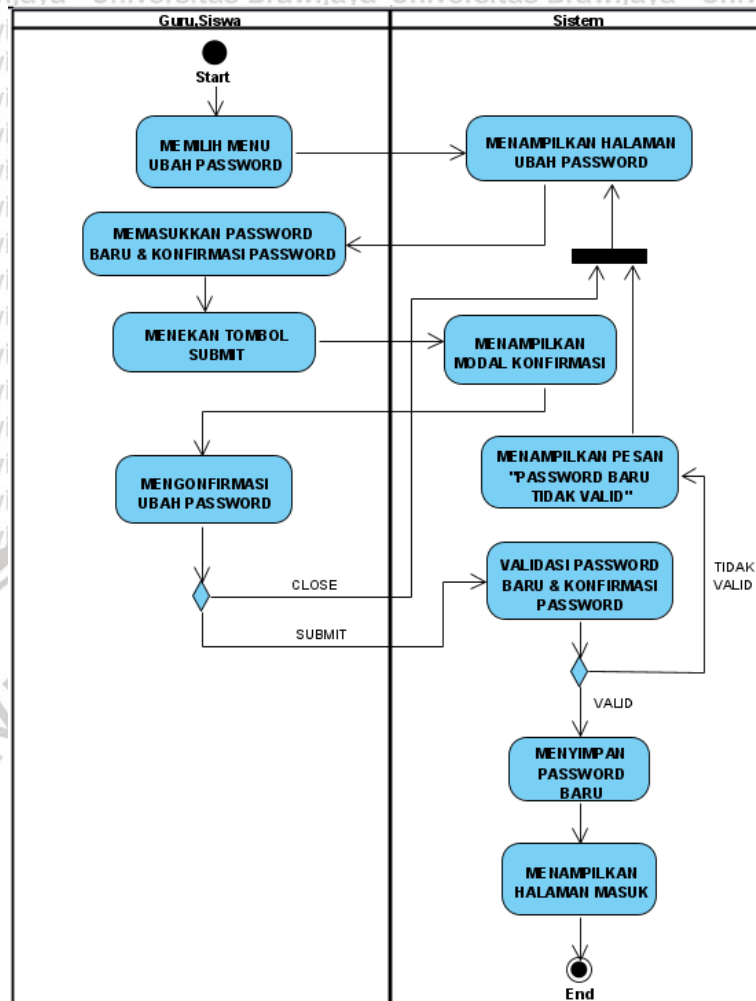 Universitas Brawijaya
Guru,Siswa
Sistem
Start
MEMILIH MENU
UBAH PASSWORD
MENAMPILKAN HALAMAN
UBAH PASSWORD
MEMASUKKAN PASSWORD
BARU & KONFIRMASI PASSWORD
MENEKAN TOMBOL
SUBMIT
MENAMPILKAN
MODAL KONFIRMASI
MENGONFIRMASI
UBAH PASSWORD
MENAMPILKAN PESAN
"PASSWORD BARU
TIDAK VALID"
CLOSE
SUBMIT
VALIDASI PASSWORD
BARU & KONFIRMASI
PASSWORD
TIDAK
VALID
VALID
MENYIMPAN
PASSWORD
BARU
MENAMPILKAN
HALAMAN MASUK
End